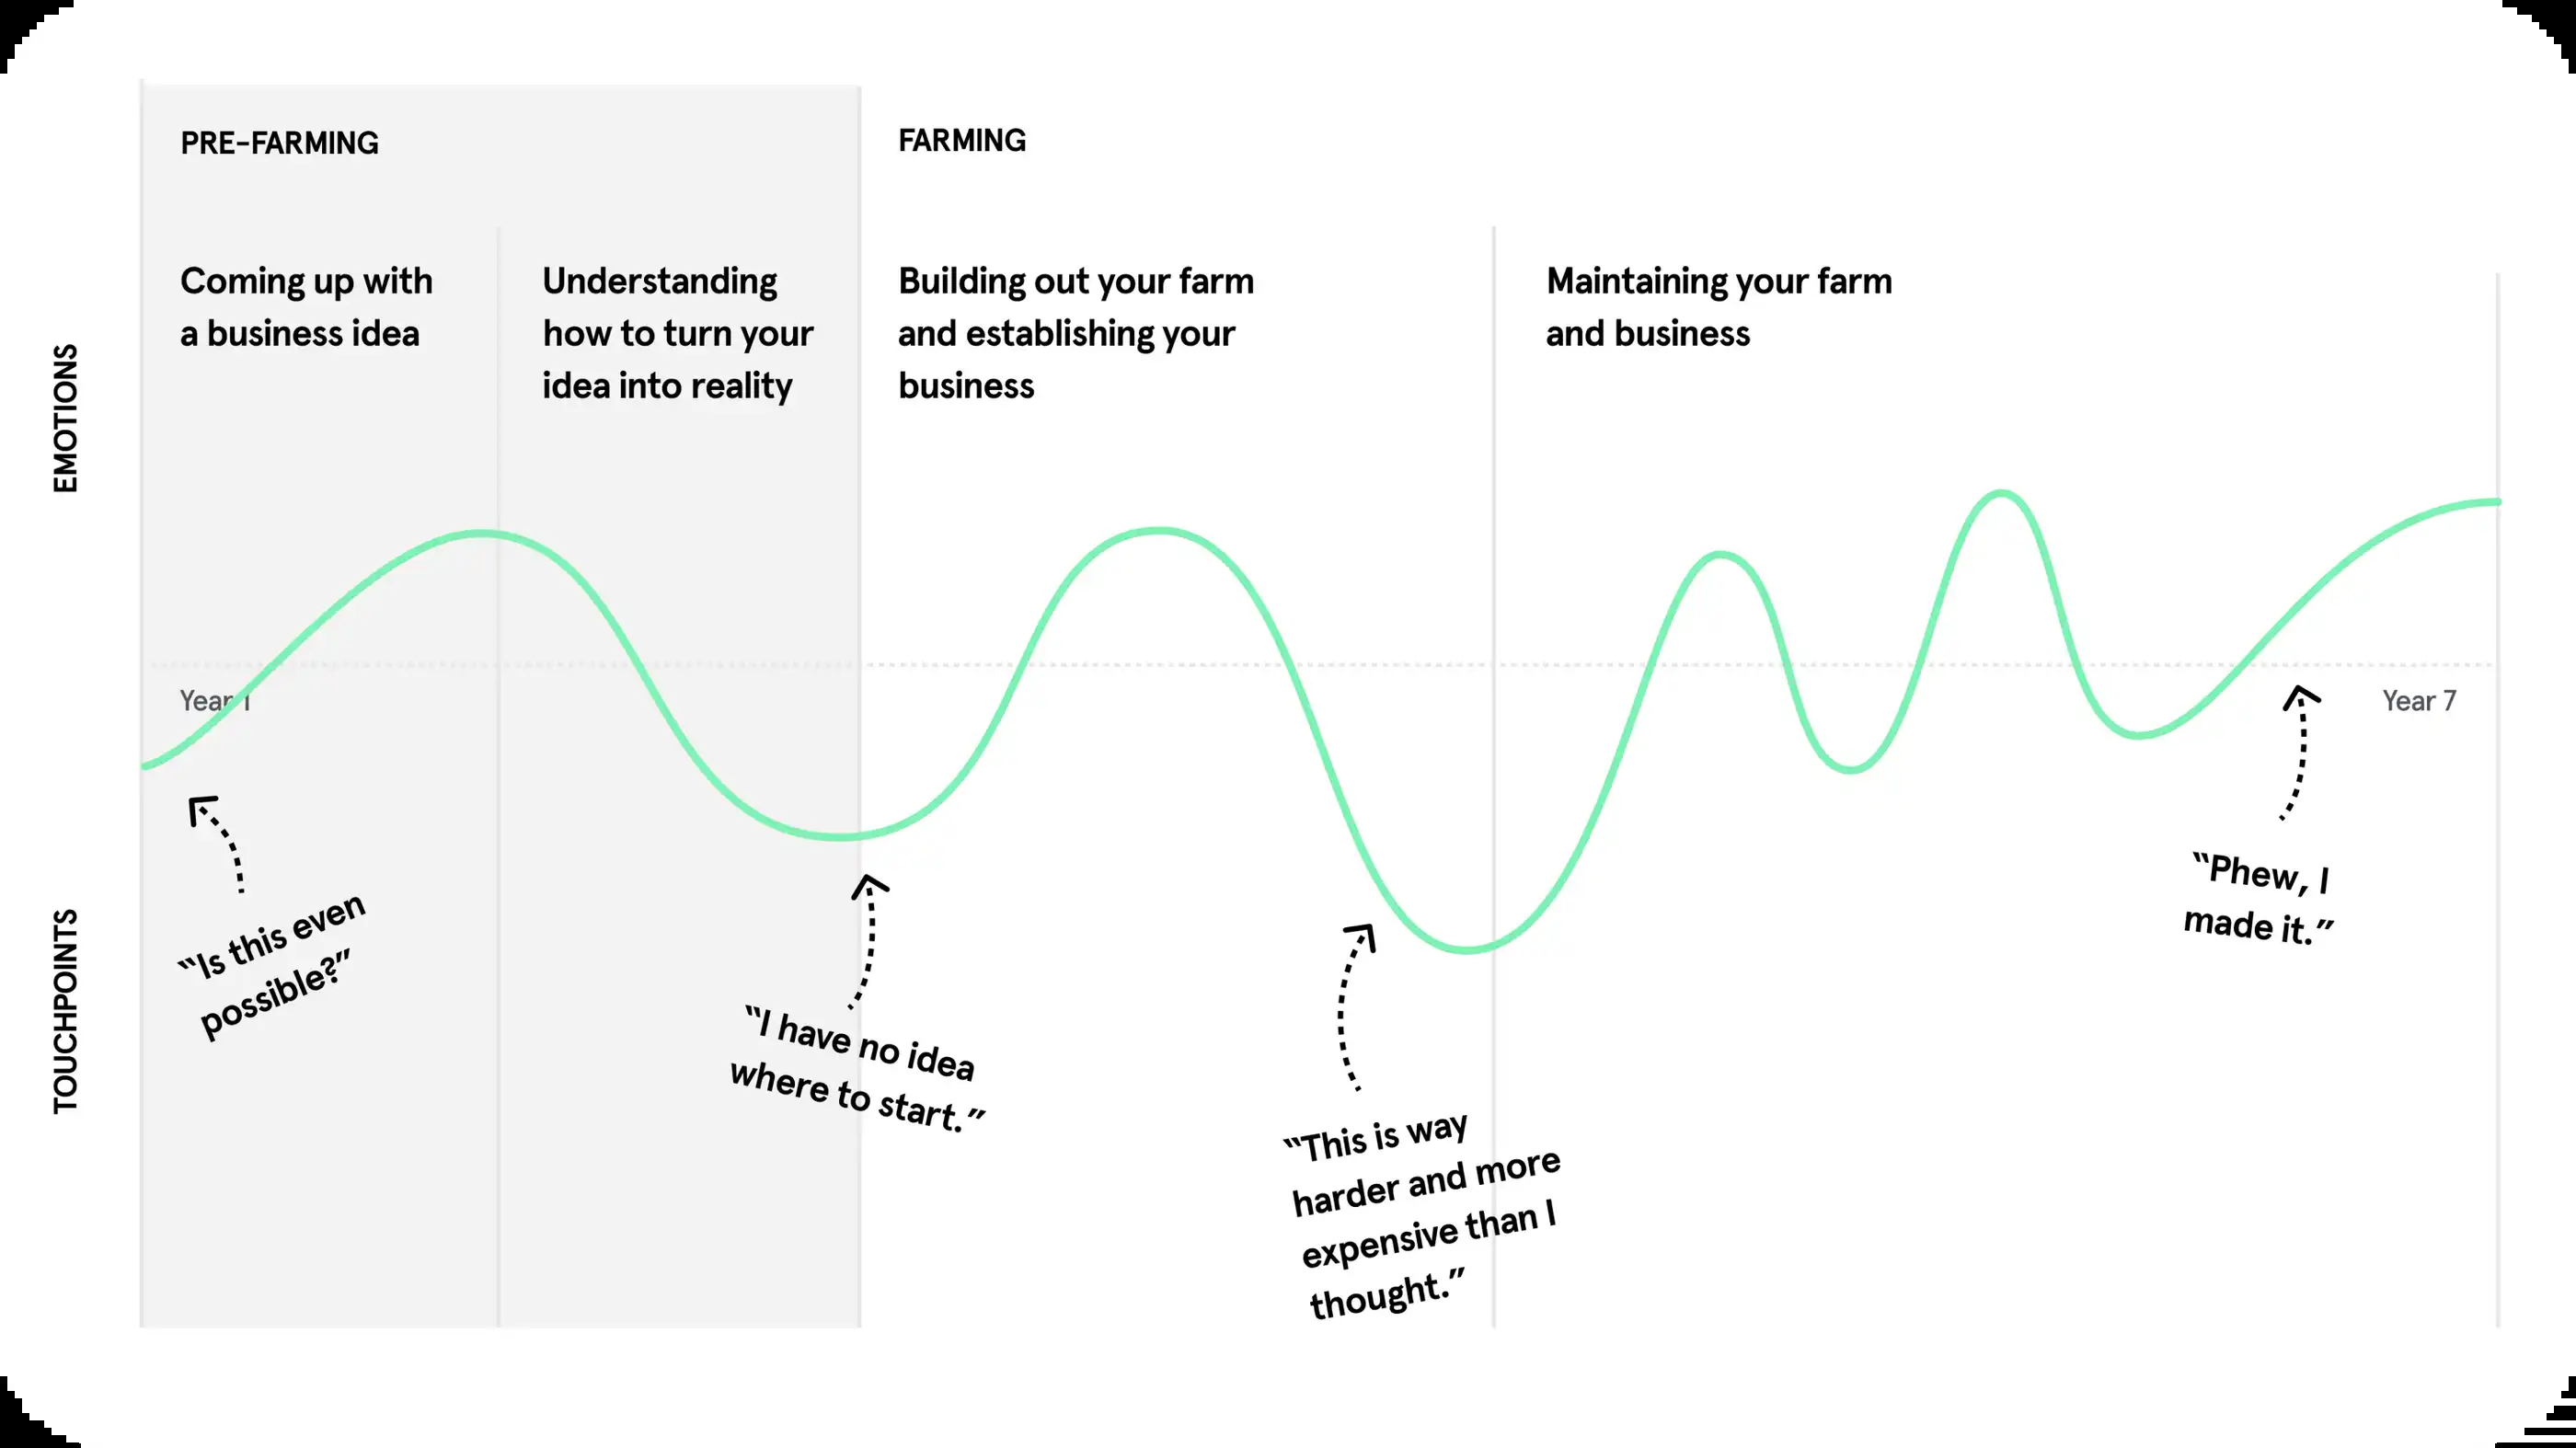 PRE-FARMING
FARMING
Coming up with
a business idea
Understanding
how to turn your
idea into reality
Building out your farm
and establishing your
business
Maintaining your farm
and business
EMOTIONS
Year 1
Year 7
TOUCHPOINTS
“Is this even
possible?”
“I have no idea
where to start.”
“This is way
harder and more
expensive than I
thought.”
“Phew, I
made it.”